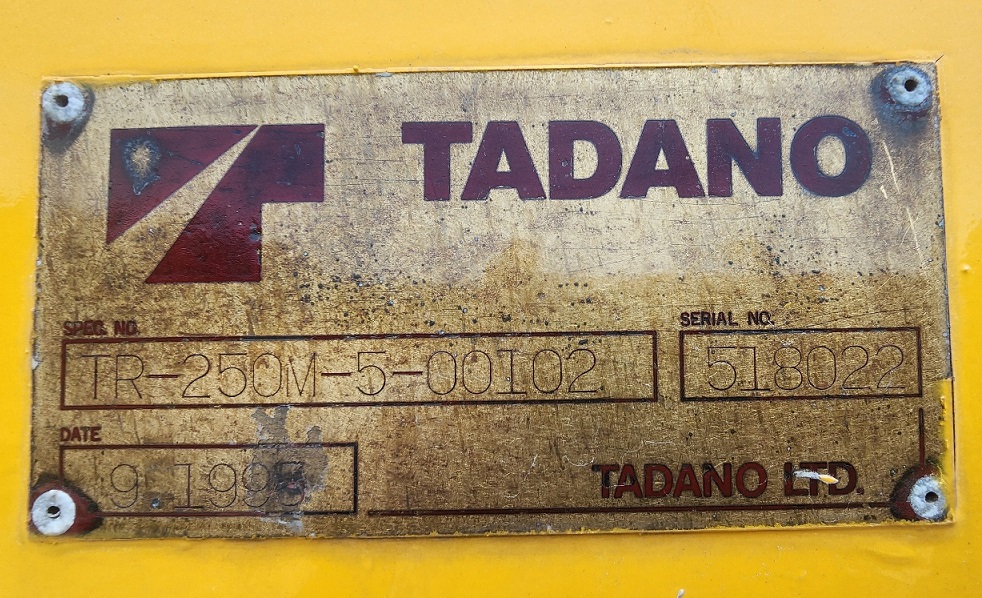 TADANO
SPEC. NO.
TR-250M-5-00102
SERIAL NO.
518022
DATE
9.1995
TADANO LTD.